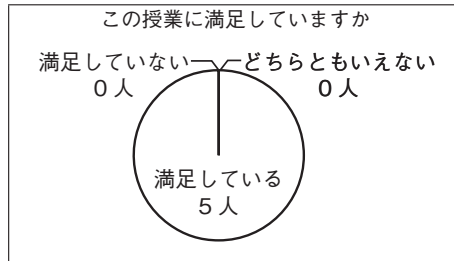 この授業に満足していますか
満足していない
0人
どちらともいえない
0人
満足している
5人